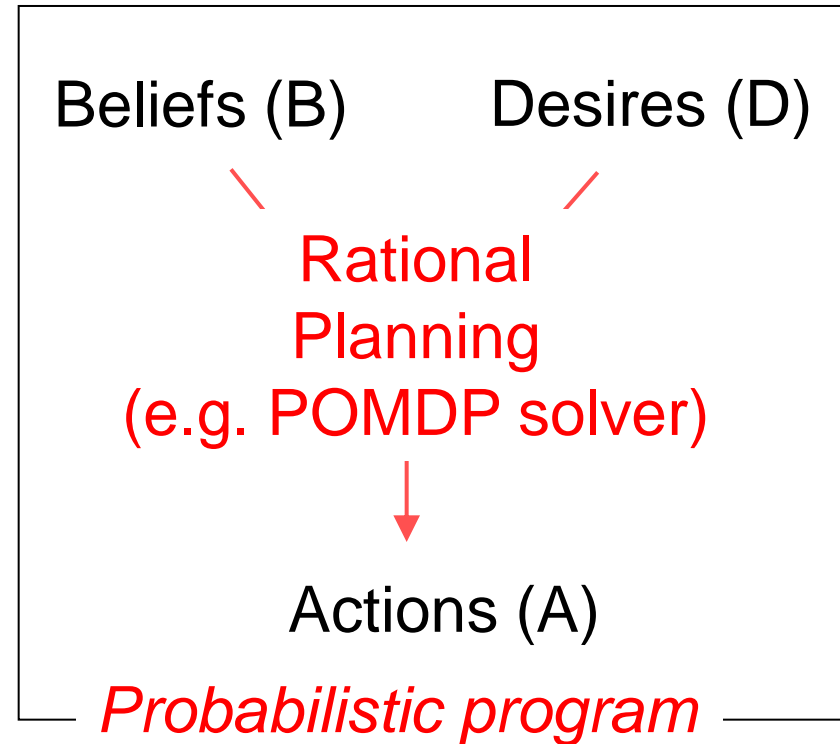 Beliefs (B) Desires (D)
Rational
Planning
(e.g. POMDP solver)
Actions (A)
Probabilistic program